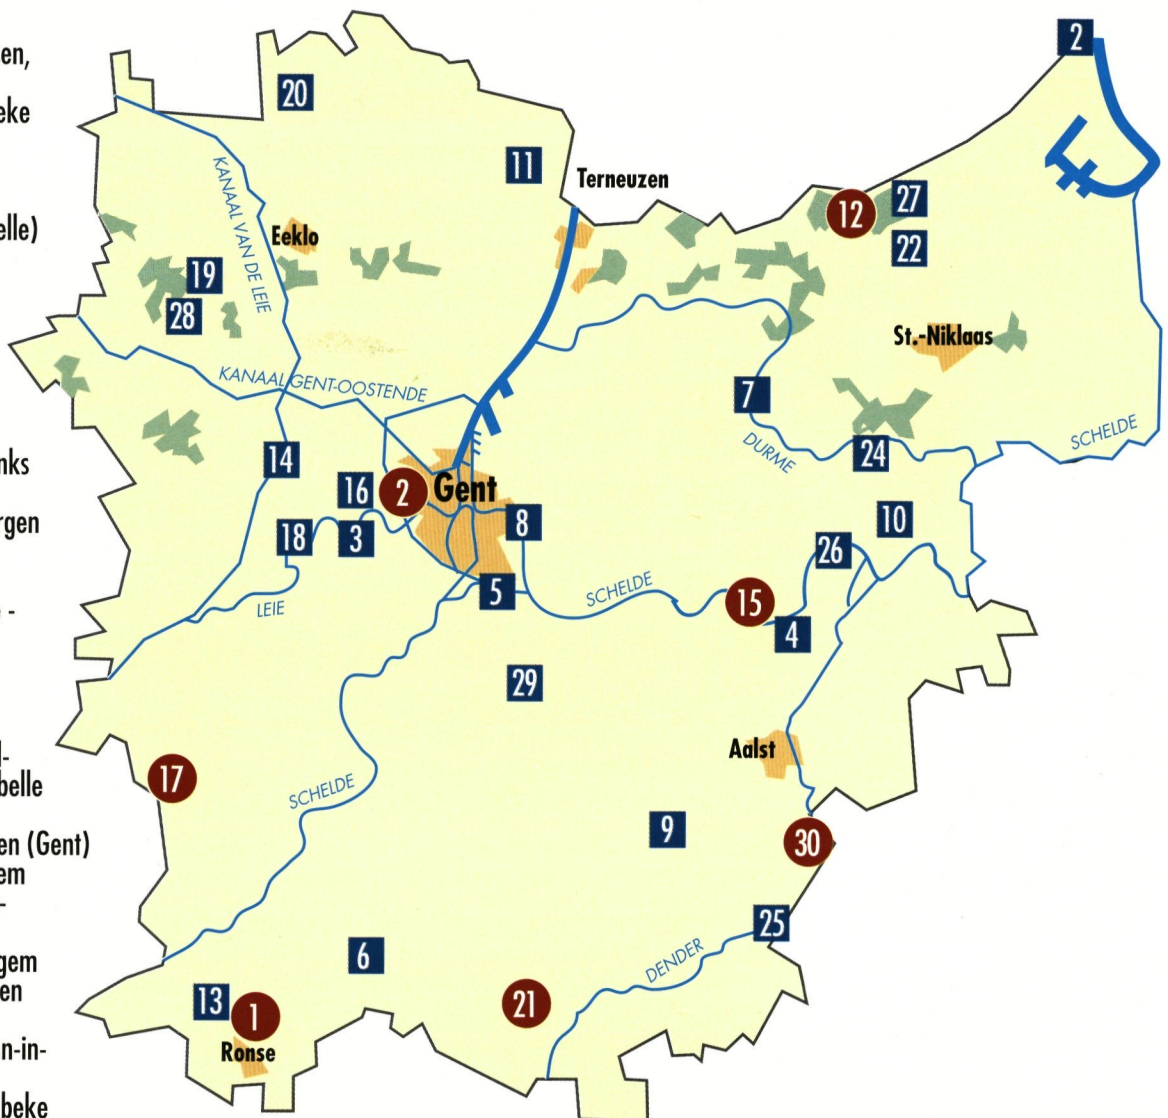 en,
eke
elle)
nks
rgen
-
l-
belle
en (Gent)
em
-
gem
en
n-in-
beke
2
20
11
Terneuzen
12
27
22
KANAAL VAN DE LEIE
Eeklo
19
28
St.-Niklaas
KANAAL GENT-OOSTENDE
7
DURME
24
SCHELDE
14
16
2
Gent
8
10
18
3
26
5
SCHELDE
15
LEIE
4
29
Aalst
17
SCHELDE
9
30
25
6
DENDER
13
1
21
Ronse